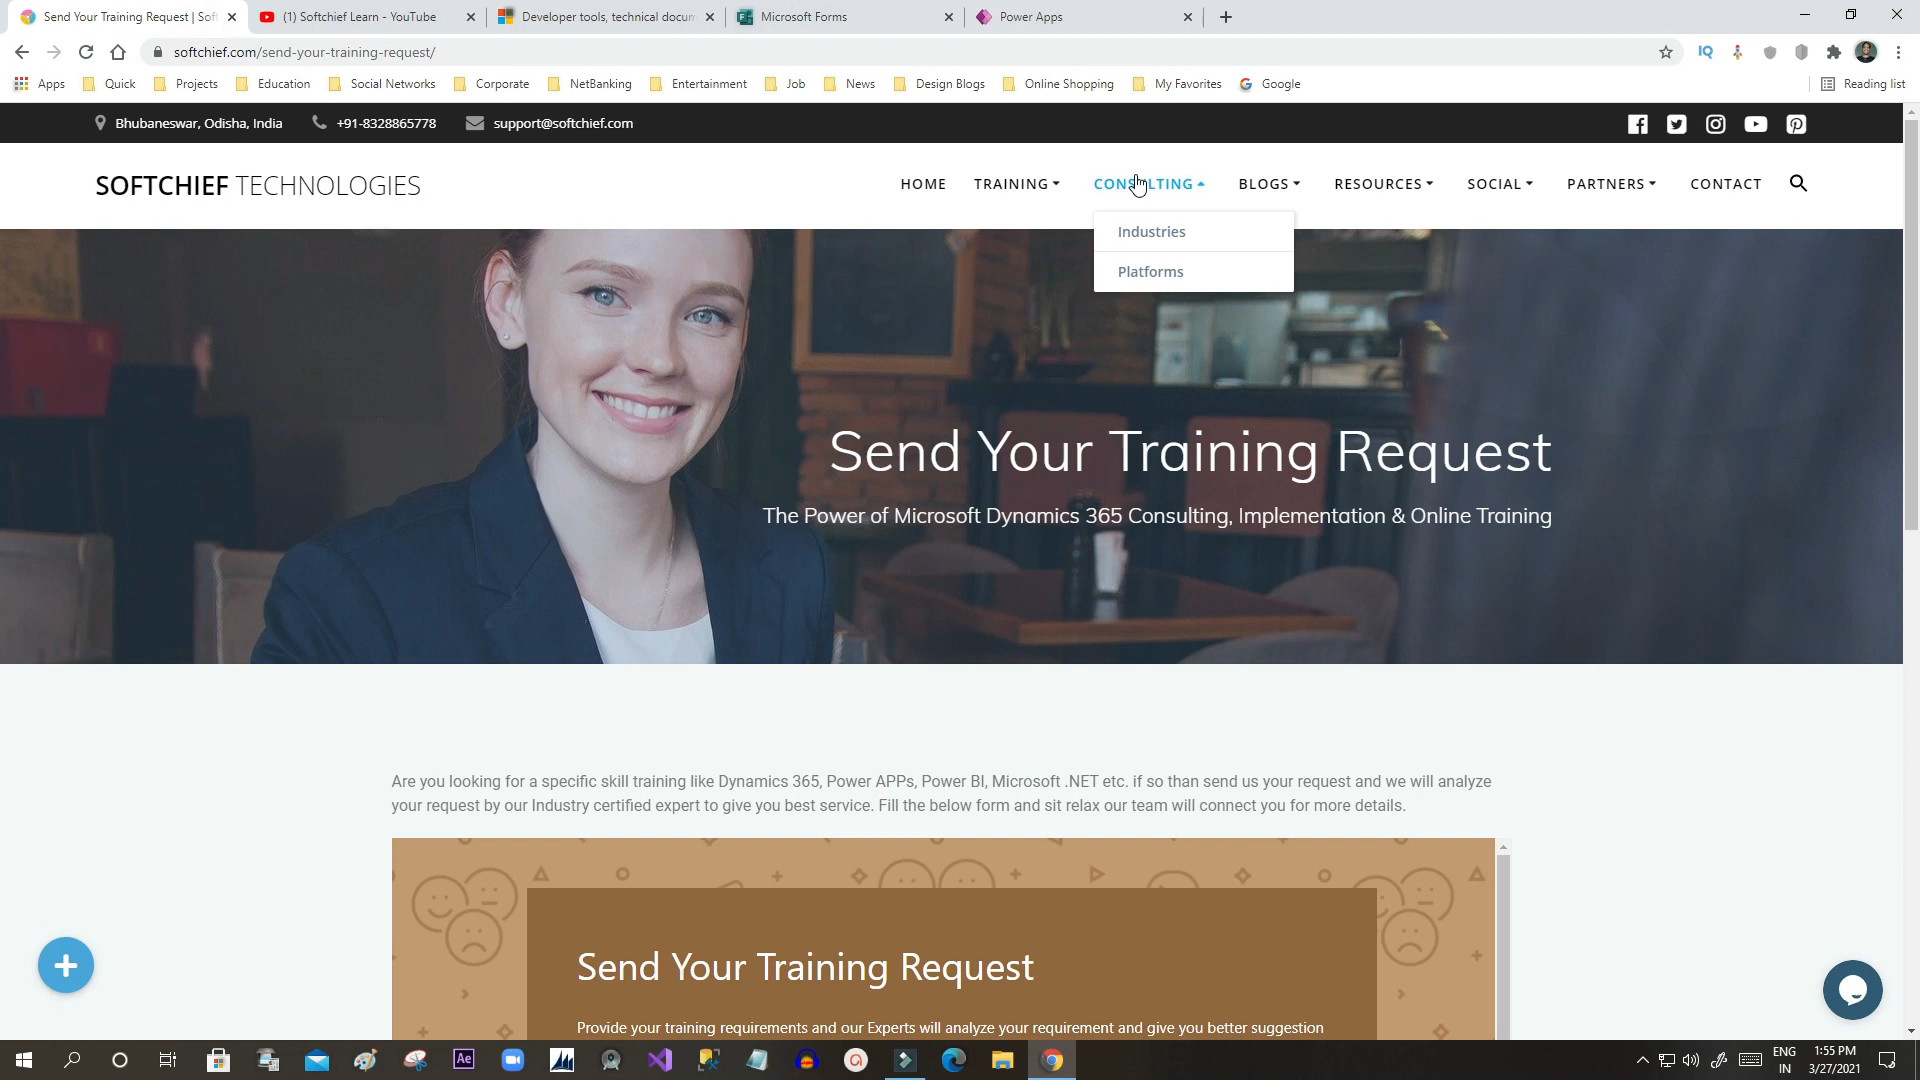 Send Your Training Request | Soft
(1) Softchief Learn - YouTube
Developer tools, technical docum
Microsoft Forms
Power Apps
softchief.com/send-your-training-request/
Apps
Quick
Projects
Education
Social Networks
Corporate
NetBanking
Entertainment
Job
News
Design Blogs
Online Shopping
My Favorites
Google
Reading list
Bhubaneswar, Odisha, India
+91-8328865778
support@softchief.com
SOFTCHIEF TECHNOLOGIES
HOME
TRAINING
CONSULTING
BLOGS
RESOURCES
SOCIAL
PARTNERS
CONTACT
Industries
Platforms
Send Your Training Request
The Power of Microsoft Dynamics 365 Consulting, Implementation & Online Training
Are you looking for a specific skill training like Dynamics 365, Power APPs, Power BI, Microsoft .NET etc. if so than send us your request and we will analyze
your request by our Industry certified expert to give you best service. Fill the below form and sit relax our team will connect you for more details.
Send Your Training Request
Provide your training requirements and our Experts will analyze your requirement and give you better suggestion
Ae
ENG
IN
1:55 PM
3/27/2021